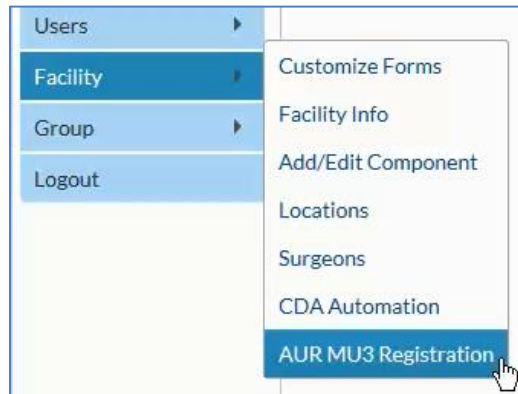 Users
Facility
Group
Logout
Customize Forms
Facility Info
Add/Edit Component
Locations
Surgeons
CDA Automation
AUR MU3 Registration